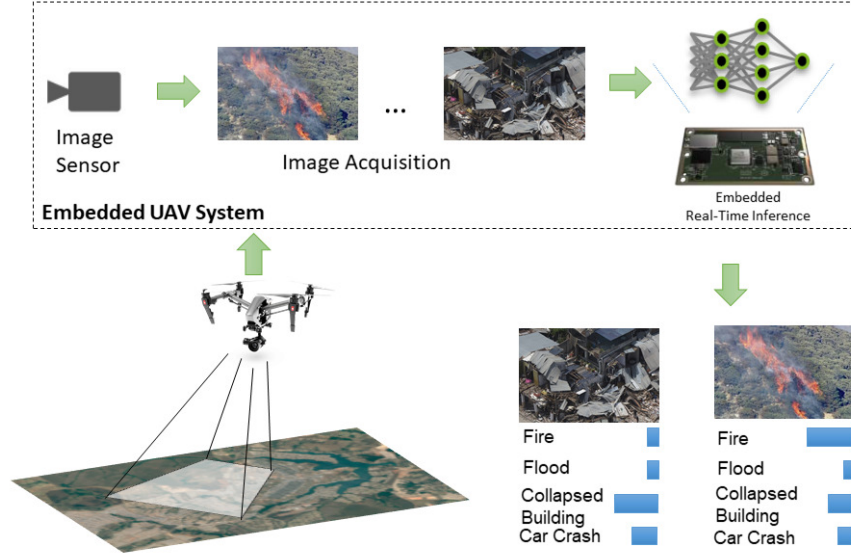 Image
Sensor
...
Image Acquisition
Embedded UAV System
Embedded
Real-Time Inference
Fire
Flood
Collapsed
Building
Car Crash
Fire
Flood
Collapsed
Building
Car Crash